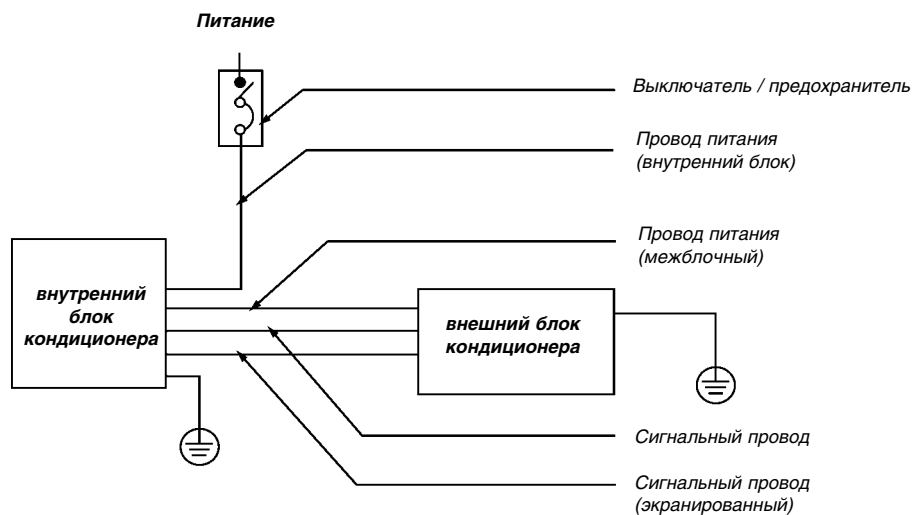 Питание
Выключатель / предохранитель
Провод питания
(внутренний блок)
Провод питания
(межблочный)
внутренний
блок
кондиционера
внешний блок
кондиционера
Сигнальный провод
Сигнальный провод
(экранированный)